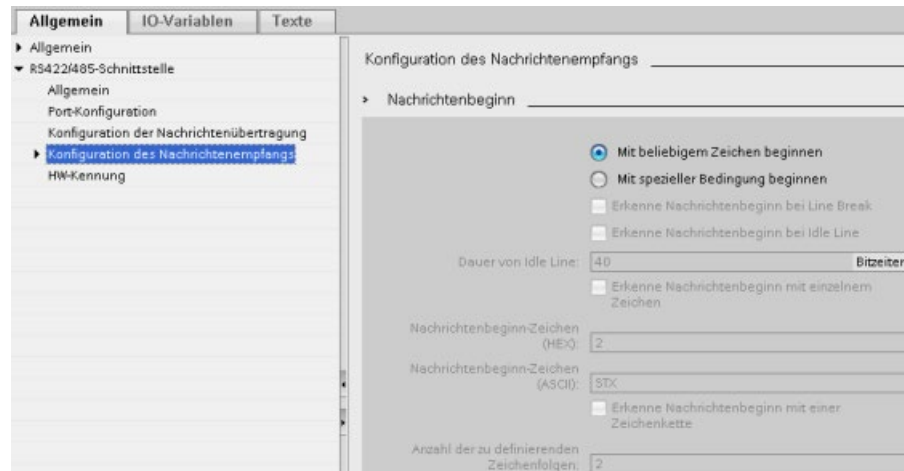 Allgemein IO-Variablen Texte
Allgemein
RS422/485-Schnittstelle
Allgemein
Port-Konfiguration
Konfiguration der Nachrichtenübertragung
Konfiguration des Nachrichtenempfangs
HW-Kennung
Konfiguration des Nachrichtenempfangs
Nachrichtenbeginn
Mit beliebigem Zeichen beginnen
Mit spezieller Bedingung beginnen
Erkenne Nachrichtenbeginn bei Line Break
Erkenne Nachrichtenbeginn bei Idle Line
Dauer von Idle Line: 40 Bitzeiten
Erkenne Nachrichtenbeginn mit einzelnem
Zeichen
Nachrichtenbeginn-Zeichen
(HEX): 2
Nachrichtenbeginn-Zeichen
(ASCII): STX
Erkenne Nachrichtenbeginn mit einer
Zeichenkette
Anzahl der zu definierenden
Zeichenfolgen: 2